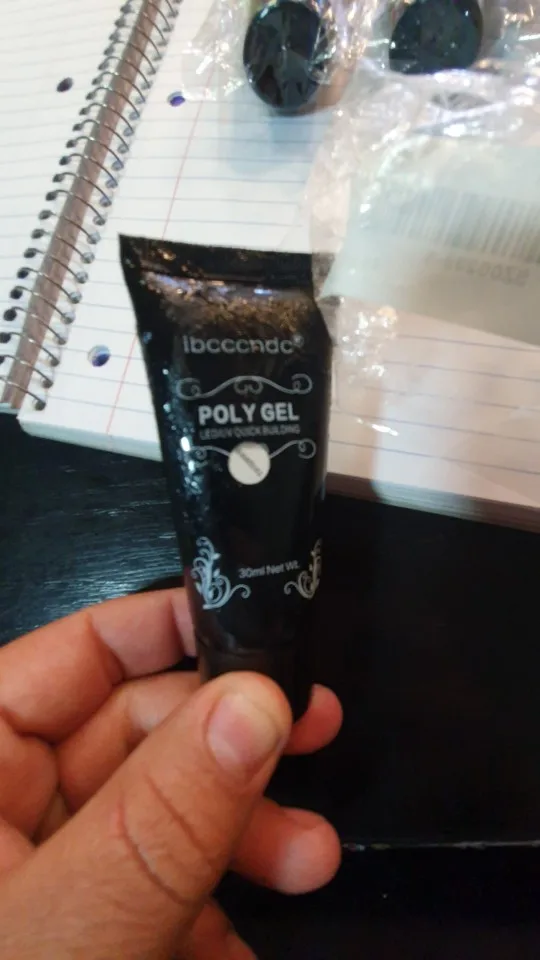 ibcccndc®
POLY GEL
LED/UV QUICK BUILDING
30ml Net Wt.